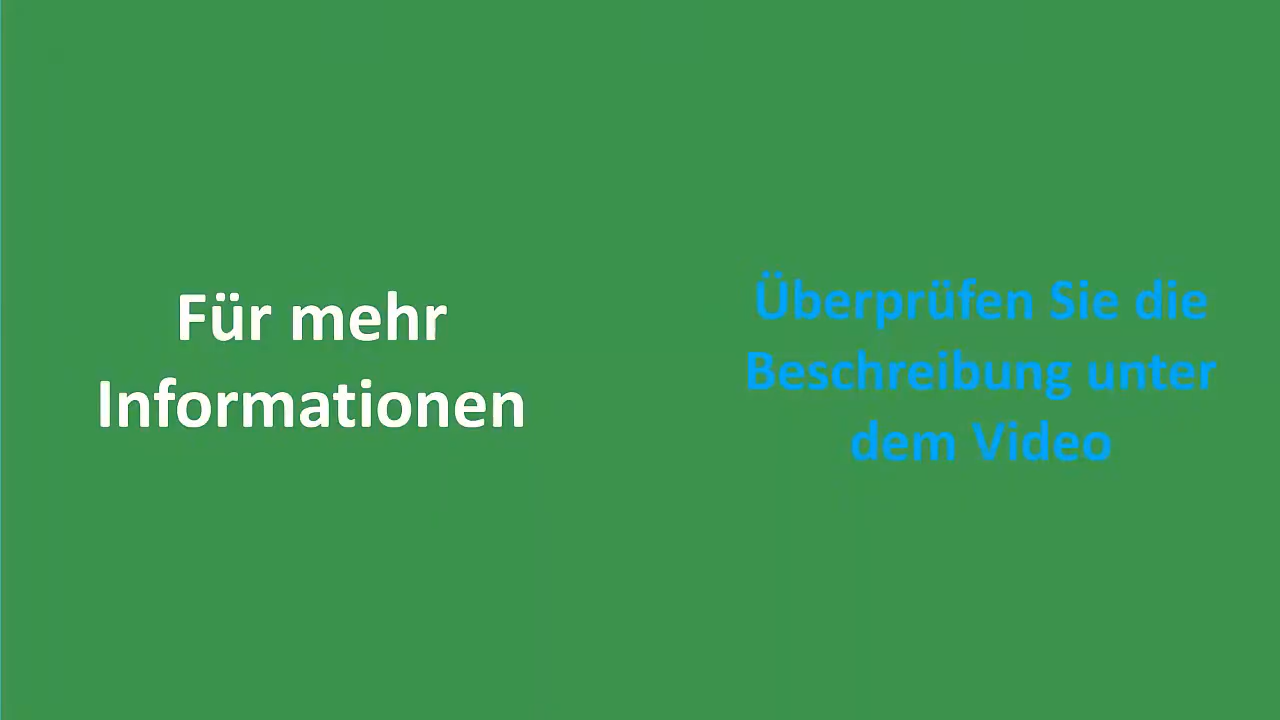 Für mehr
Informationen
Überprüfen Sie die
Beschreibung unter
dem Video